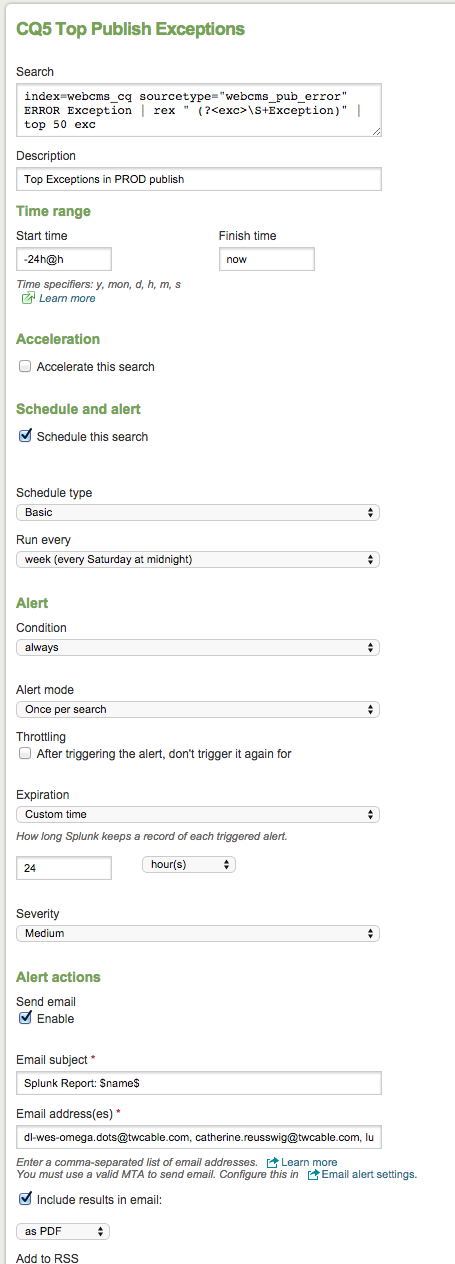 CQ5 Top Publish Exceptions
Search
index=webcms_cq sourcetype="webcms_pub_error"
ERROR Exception | rex " (?<exc>\S+Exception)" |
top 50 exc
Description
Top Exceptions in PROD publish
Time range
Start time Finish time
-24h@h now
Time specifiers: y, mon, d, h, m, s
Learn more
Acceleration
Accelerate this search
Schedule and alert
Schedule this search
Schedule type
Basic
Run every
week (every Saturday at midnight)
Alert
Condition
always
Alert mode
Once per search
Throttling
After triggering the alert, don't trigger it again for
Expiration
Custom time
How long Splunk keeps a record of each triggered alert.
24 hour(s)
Severity
Medium
Alert actions
Send email
Enable
Email subject *
Splunk Report: $name$
Email address(es) *
dl-wes-omega.dots@twcable.com, catherine.reusswig@twcable.com, lu
Enter a comma-separated list of email addresses. Learn more
You must use a valid MTA to send email. Configure this in Email alert settings.
Include results in email:
as PDF
Add to RSS